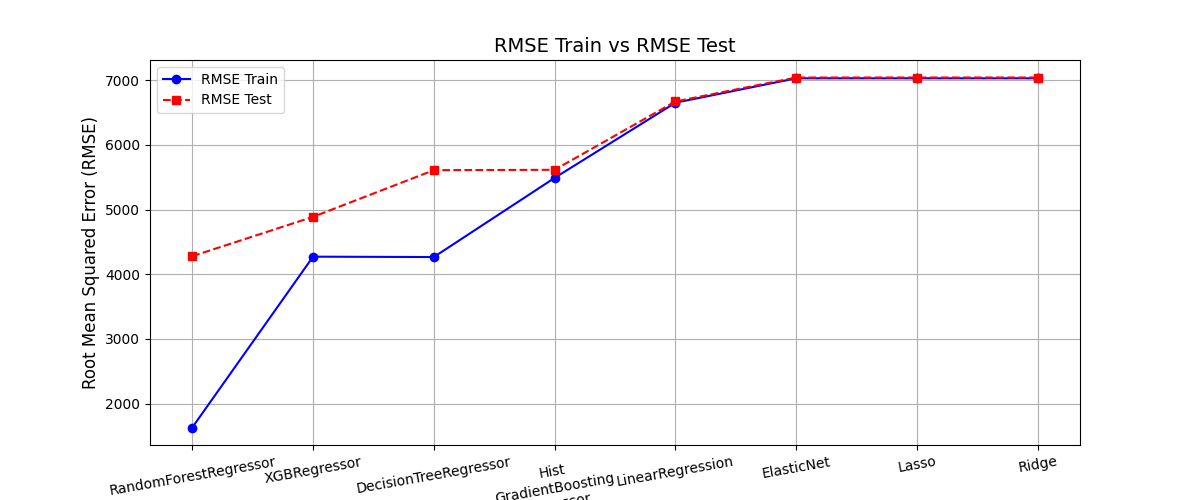 RMSE Train vs RMSE Test
RMSE Train
RMSE Test
Root Mean Squared Error (RMSE)
7000
6000
5000
4000
3000
2000
RandomForestRegressor
XGBRegressor
DecisionTreeRegressor
Hist
GradientBoosting
LinearRegression
ElasticNet
Lasso
Ridge